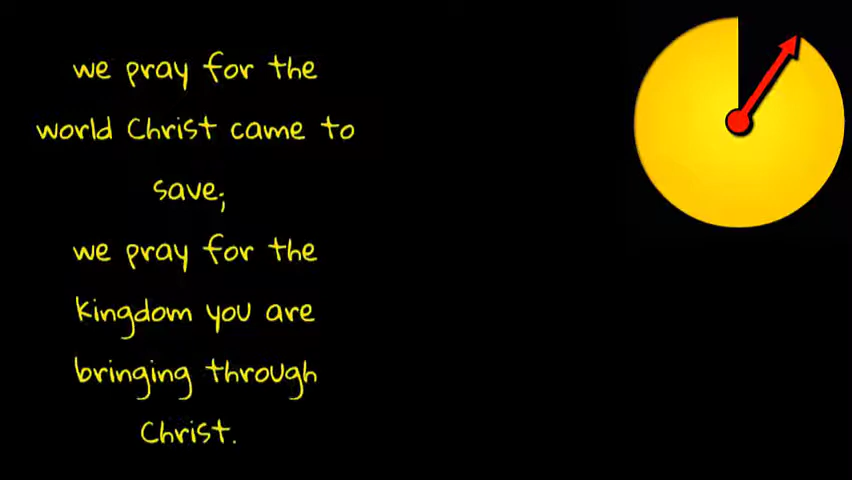 we pray for the
world Christ came to
save;
we pray for the
kingdom you are
bringing through
Christ.